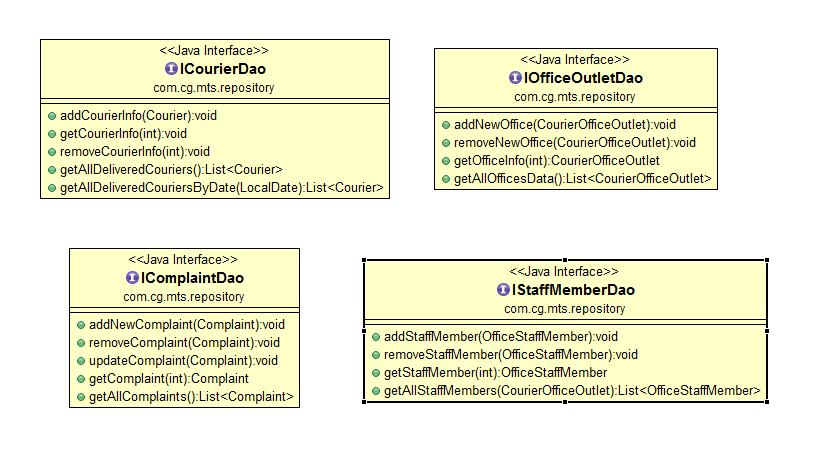 <<Java Interface>>
ICourierDao
com.cg.mts.repository
addCourierInfo(Courier):void
getCourierInfo(int):void
removeCourierInfo(int):void
getAllDeliveredCouriers():List<Courier>
getAllDeliveredCouriersByDate(LocalDate):List<Courier>
<<Java Interface>>
IOfficeOutletDao
com.cg.mts.repository
addNewOffice(CourierOfficeOutlet):void
removeNewOffice(CourierOfficeOutlet):void
getOfficeInfo(int):CourierOfficeOutlet
getAllOfficesData():List<CourierOfficeOutlet>
<<Java Interface>>
IComplaintDao
com.cg.mts.repository
addNewComplaint(Complaint):void
removeComplaint(Complaint):void
updateComplaint(Complaint):void
getComplaint(int):Complaint
getAllComplaints():List<Complaint>
<<Java Interface>>
IStaffMemberDao
com.cg.mts.repository
addStaffMember(OfficeStaffMember):void
removeStaffMember(OfficeStaffMember):void
getStaffMember(int):OfficeStaffMember
getAllStaffMembers(CourierOfficeOutlet):List<OfficeStaffMember>